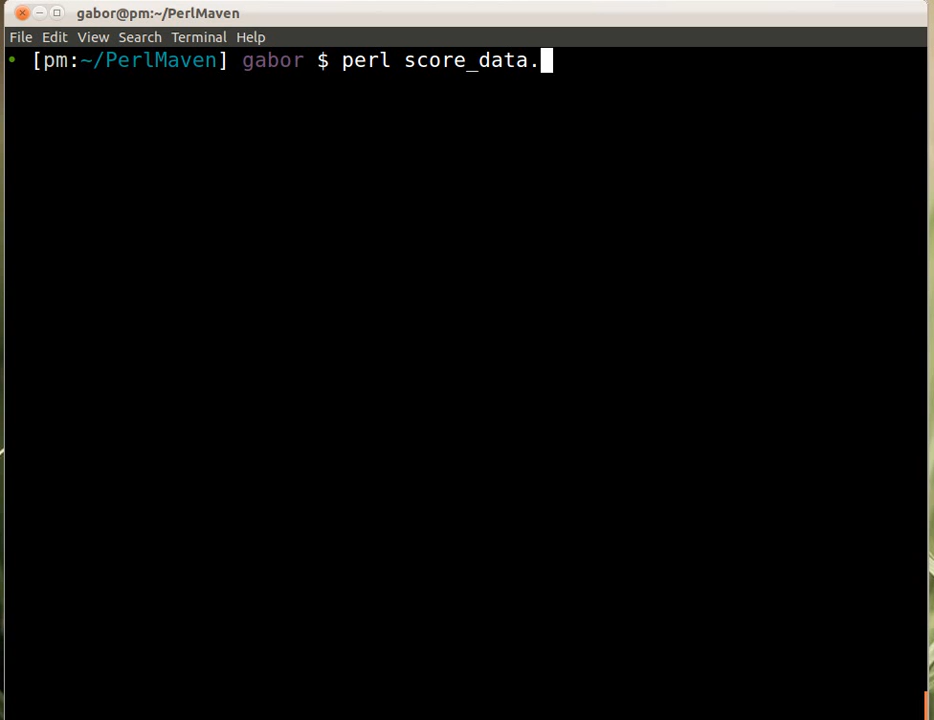 gabor@pm:~/PerlMaven
File Edit View Search Terminal Help
[pm:~/PerlMaven] gabor $ perl score_data.